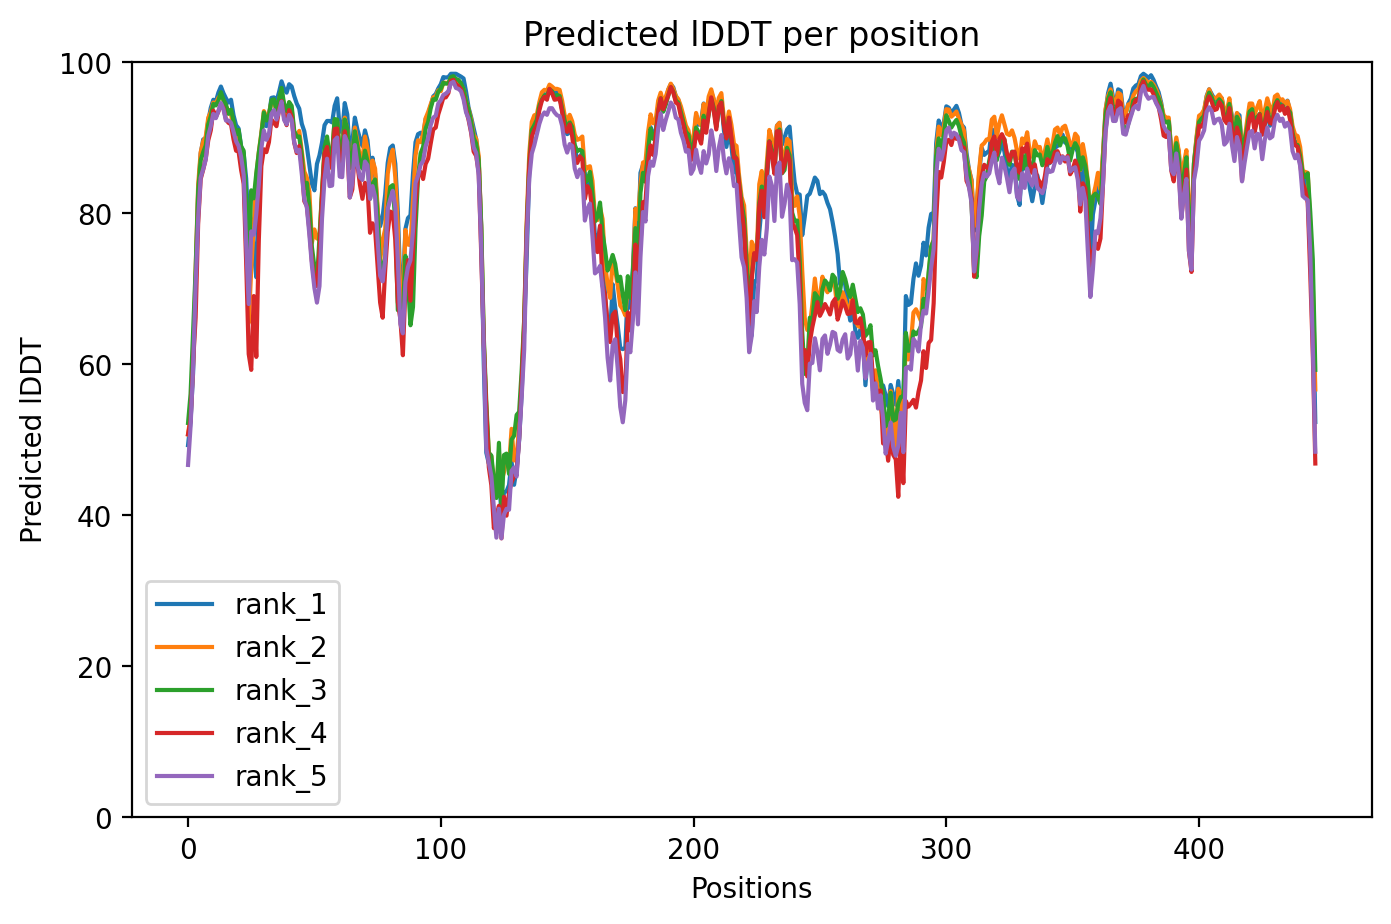 Predicted lDDT per position
Predicted lDDT
100
80
60
40
20
0
rank_1
rank_2
rank_3
rank_4
rank_5
0 100 200 300 400
Positions